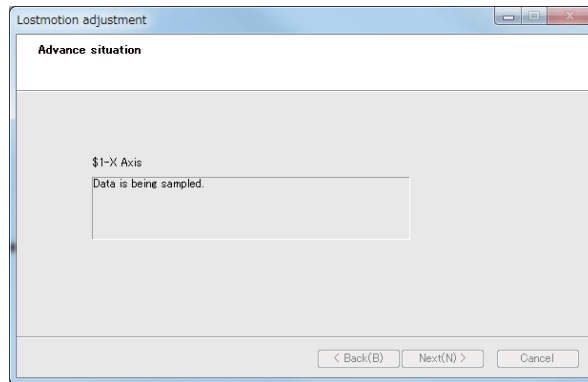 Lostmotion adjustment
Advance situation
$1-X Axis
Data is being sampled.
< Back(B) Next(N) > Cancel